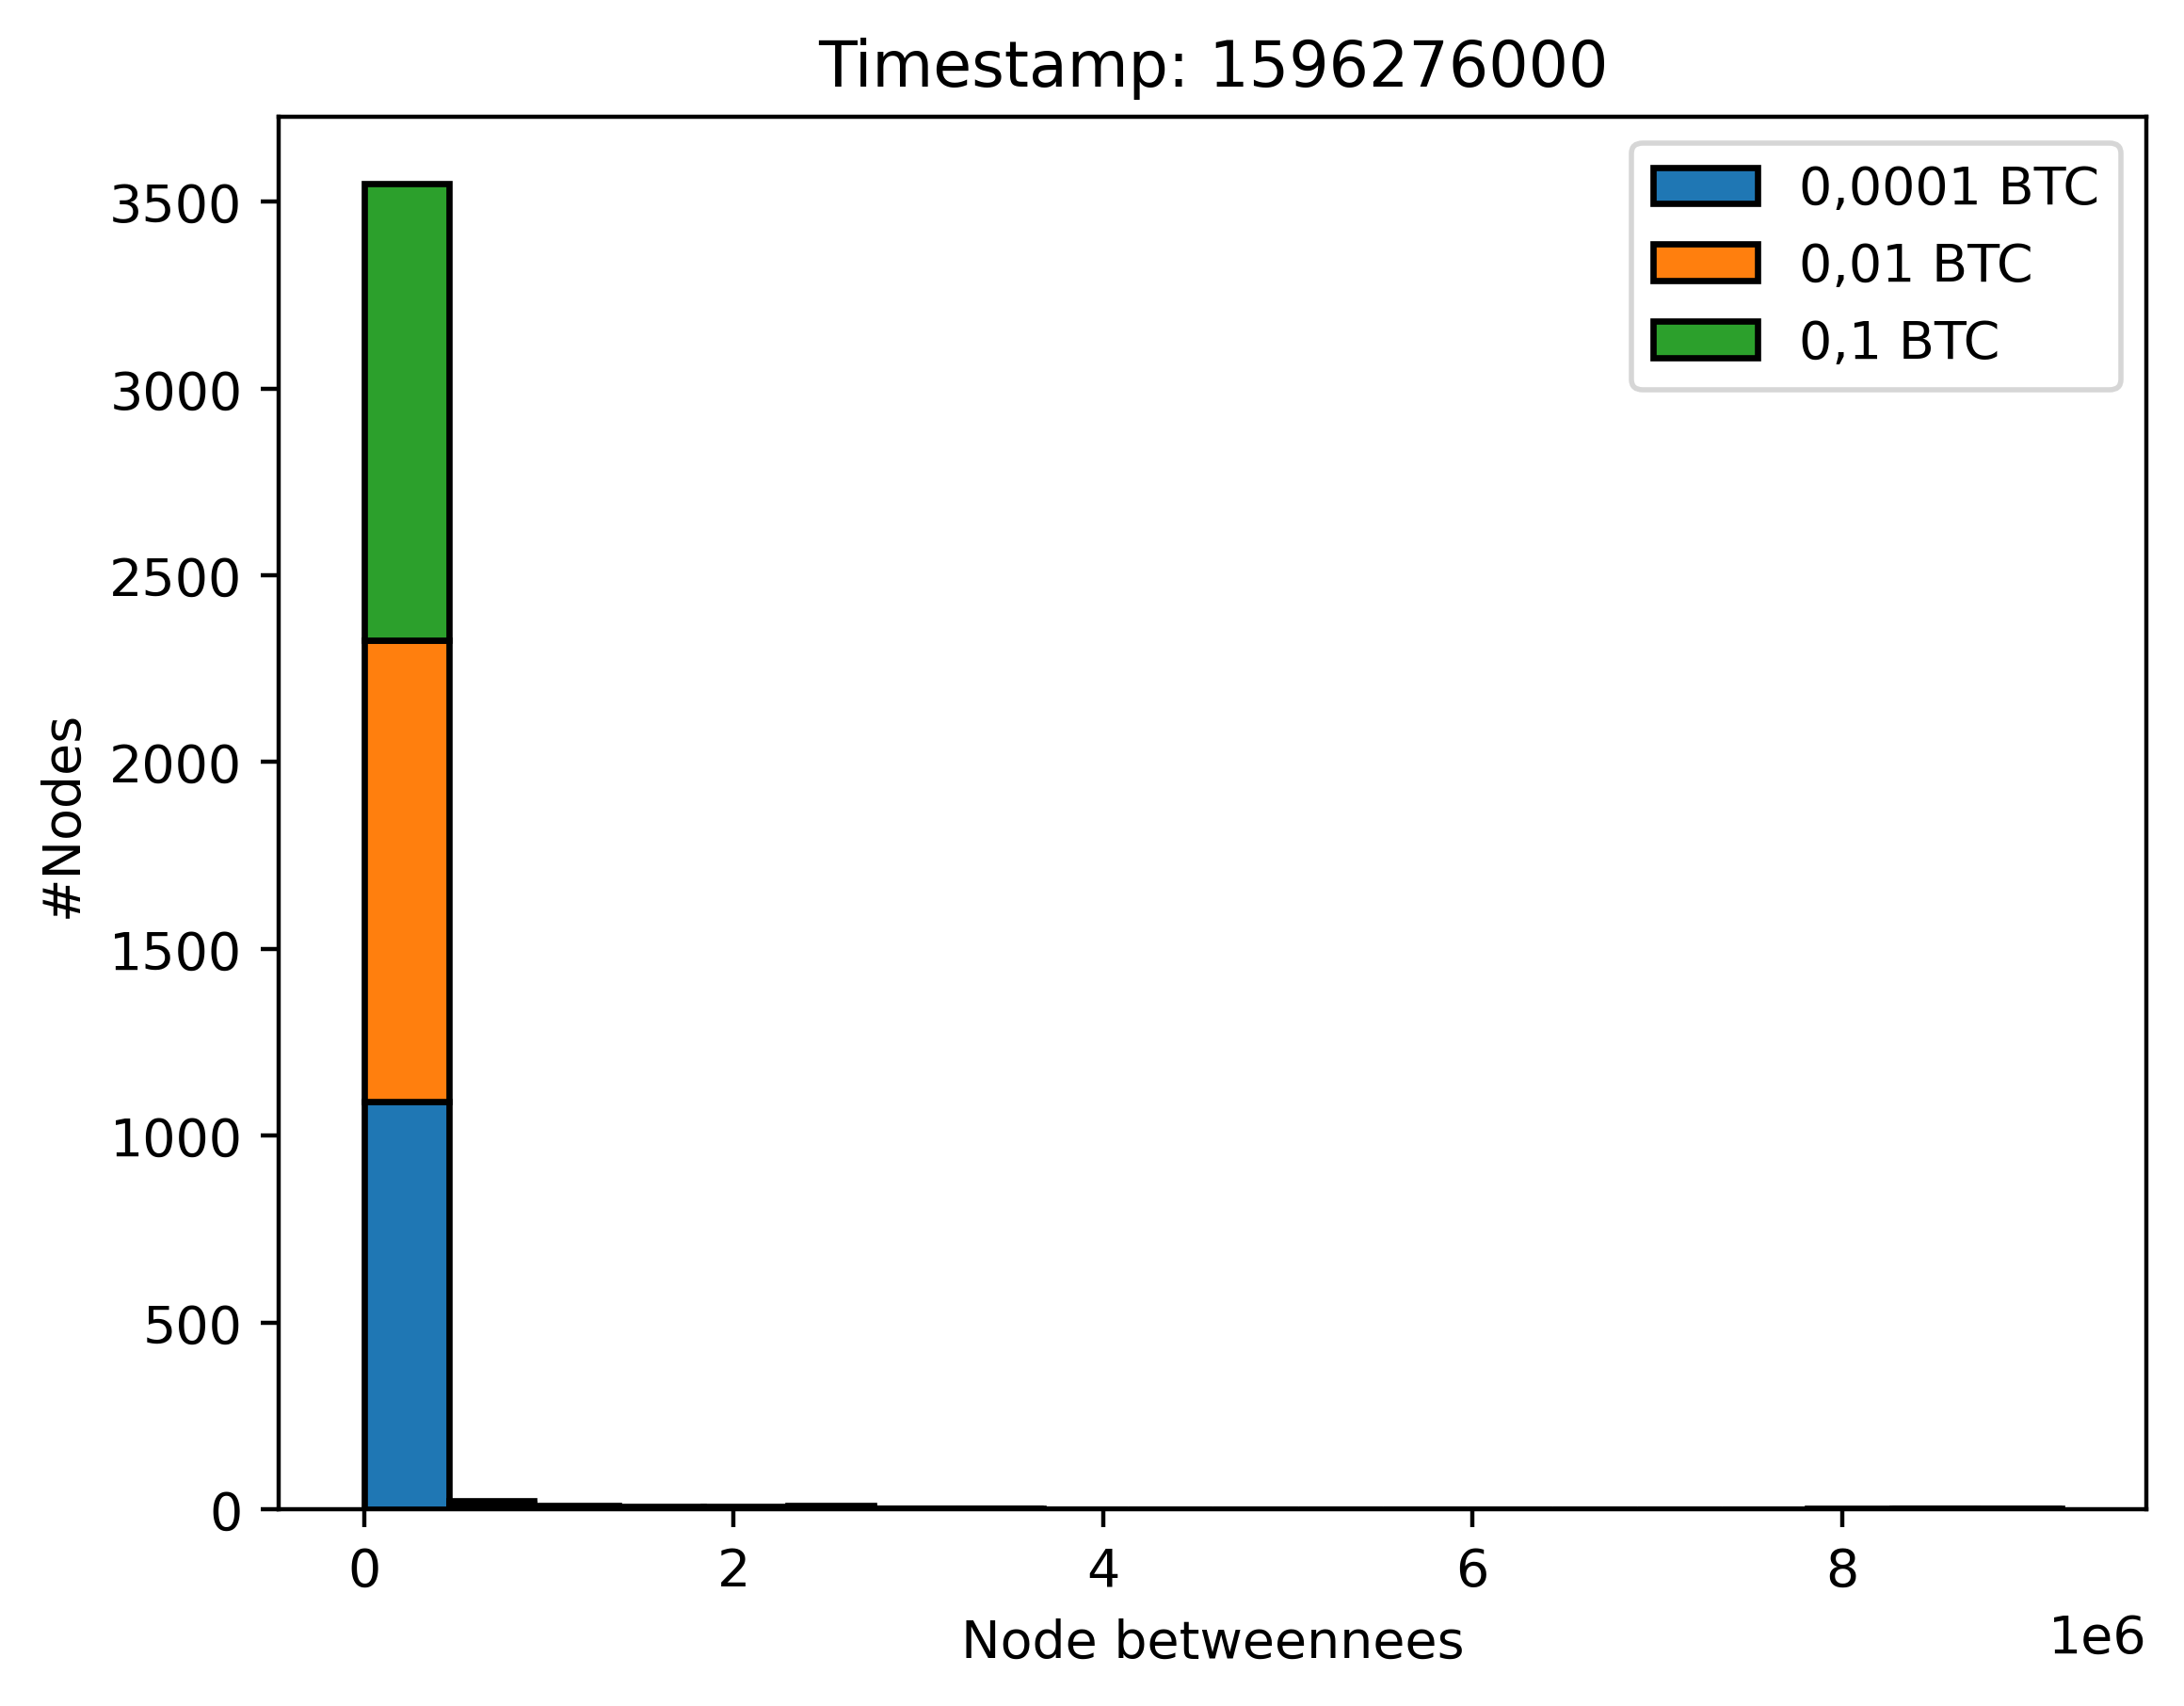 Timestamp: 1596276000
0,0001 BTC
0,01 BTC
0,1 BTC
3500
3000
2500
2000
1500
1000
500
0
#Nodes
0 2 4 6 8
1e6
Node betweennees